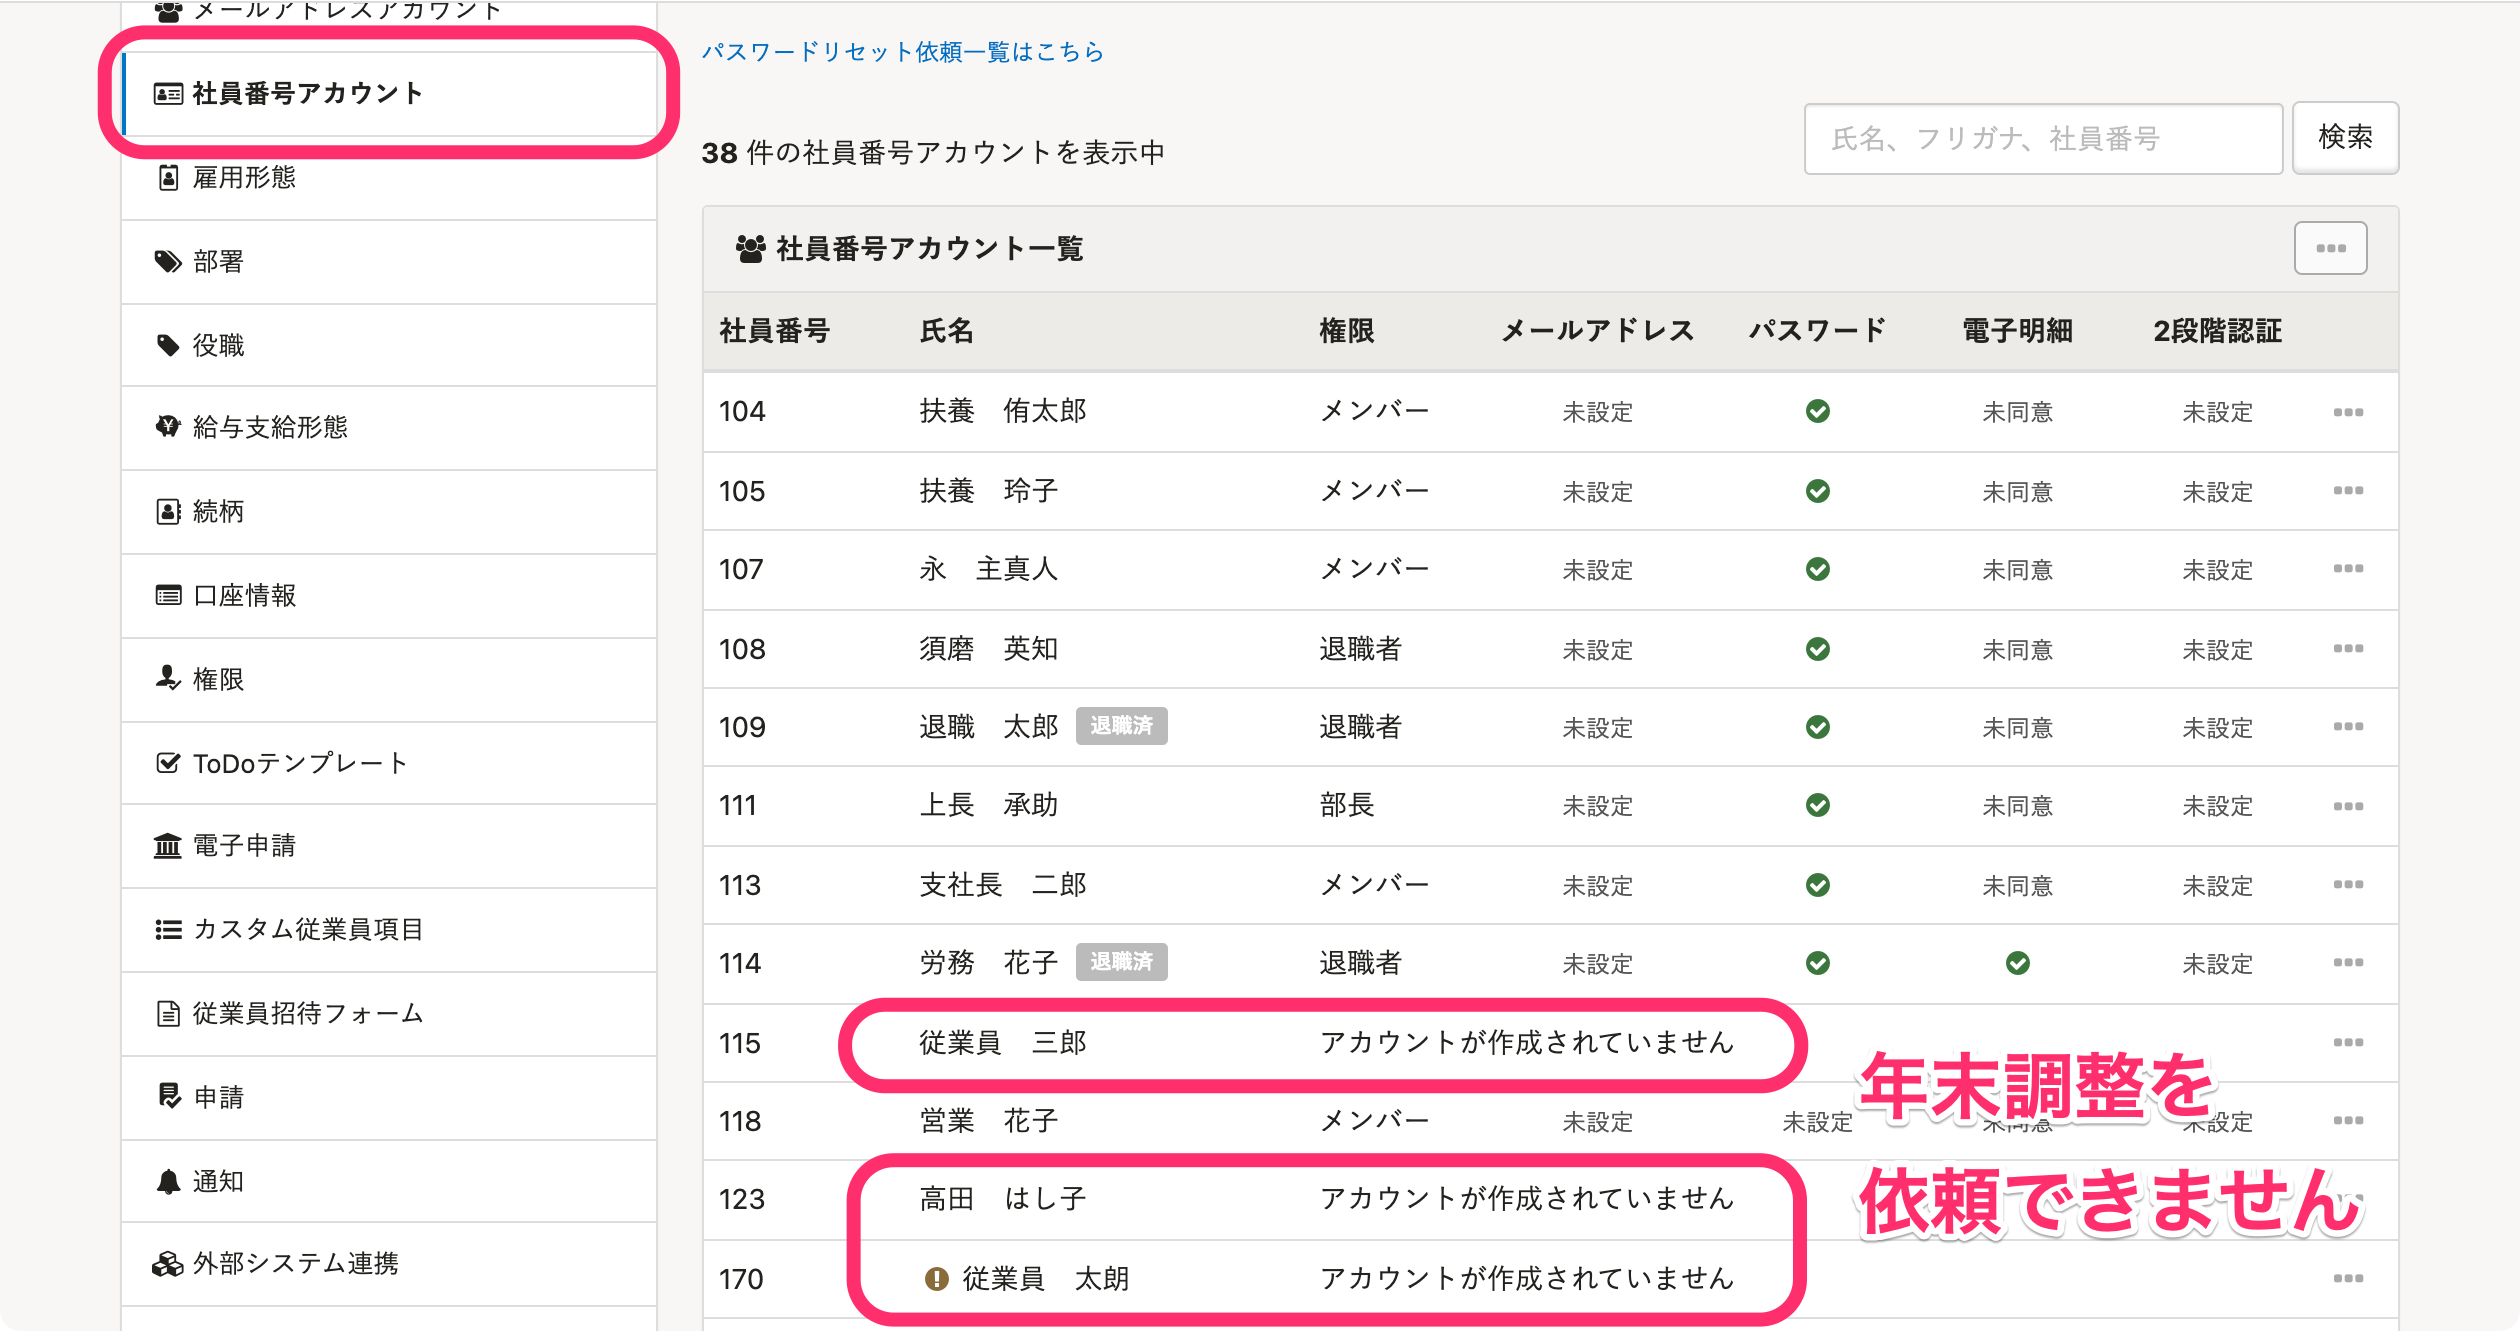 メールアドレスアカウント
社員番号アカウント
雇用形態
部署
役職
給与支給形態
続柄
口座情報
権限
ToDoテンプレート
電子申請
カスタム従業員項目
従業員招待フォーム
申請
通知
外部システム連携
パスワードリセット依頼一覧はこちら
38 件の社員番号アカウントを表示中
氏名、フリガナ、社員番号 検索
社員番号アカウント一覧
社員番号 氏名 権限 メールアドレス パスワード 電子明細 2段階認証
104 扶養 侑太郎 メンバー 未設定 未同意 未設定
105 扶養 玲子 メンバー 未設定 未同意 未設定
107 永 主真人 メンバー 未設定 未同意 未設定
108 須磨 英知 退職者 未設定 未同意 未設定
109 退職 太郎 退職済 退職者 未設定 未同意 未設定
111 上長 承助 部長 未設定 未同意 未設定
113 支社長 二郎 メンバー 未設定 未同意 未設定
114 労務 花子 退職済 退職者 未設定 未設定
115 従業員 三郎 アカウントが作成されていません
118 営業 花子 メンバー 未設定 未設定 未同意 未設定
123 高田 はし子 アカウントが作成されていません
170 従業員 太朗 アカウントが作成されていません
年末調整を
依頼できません